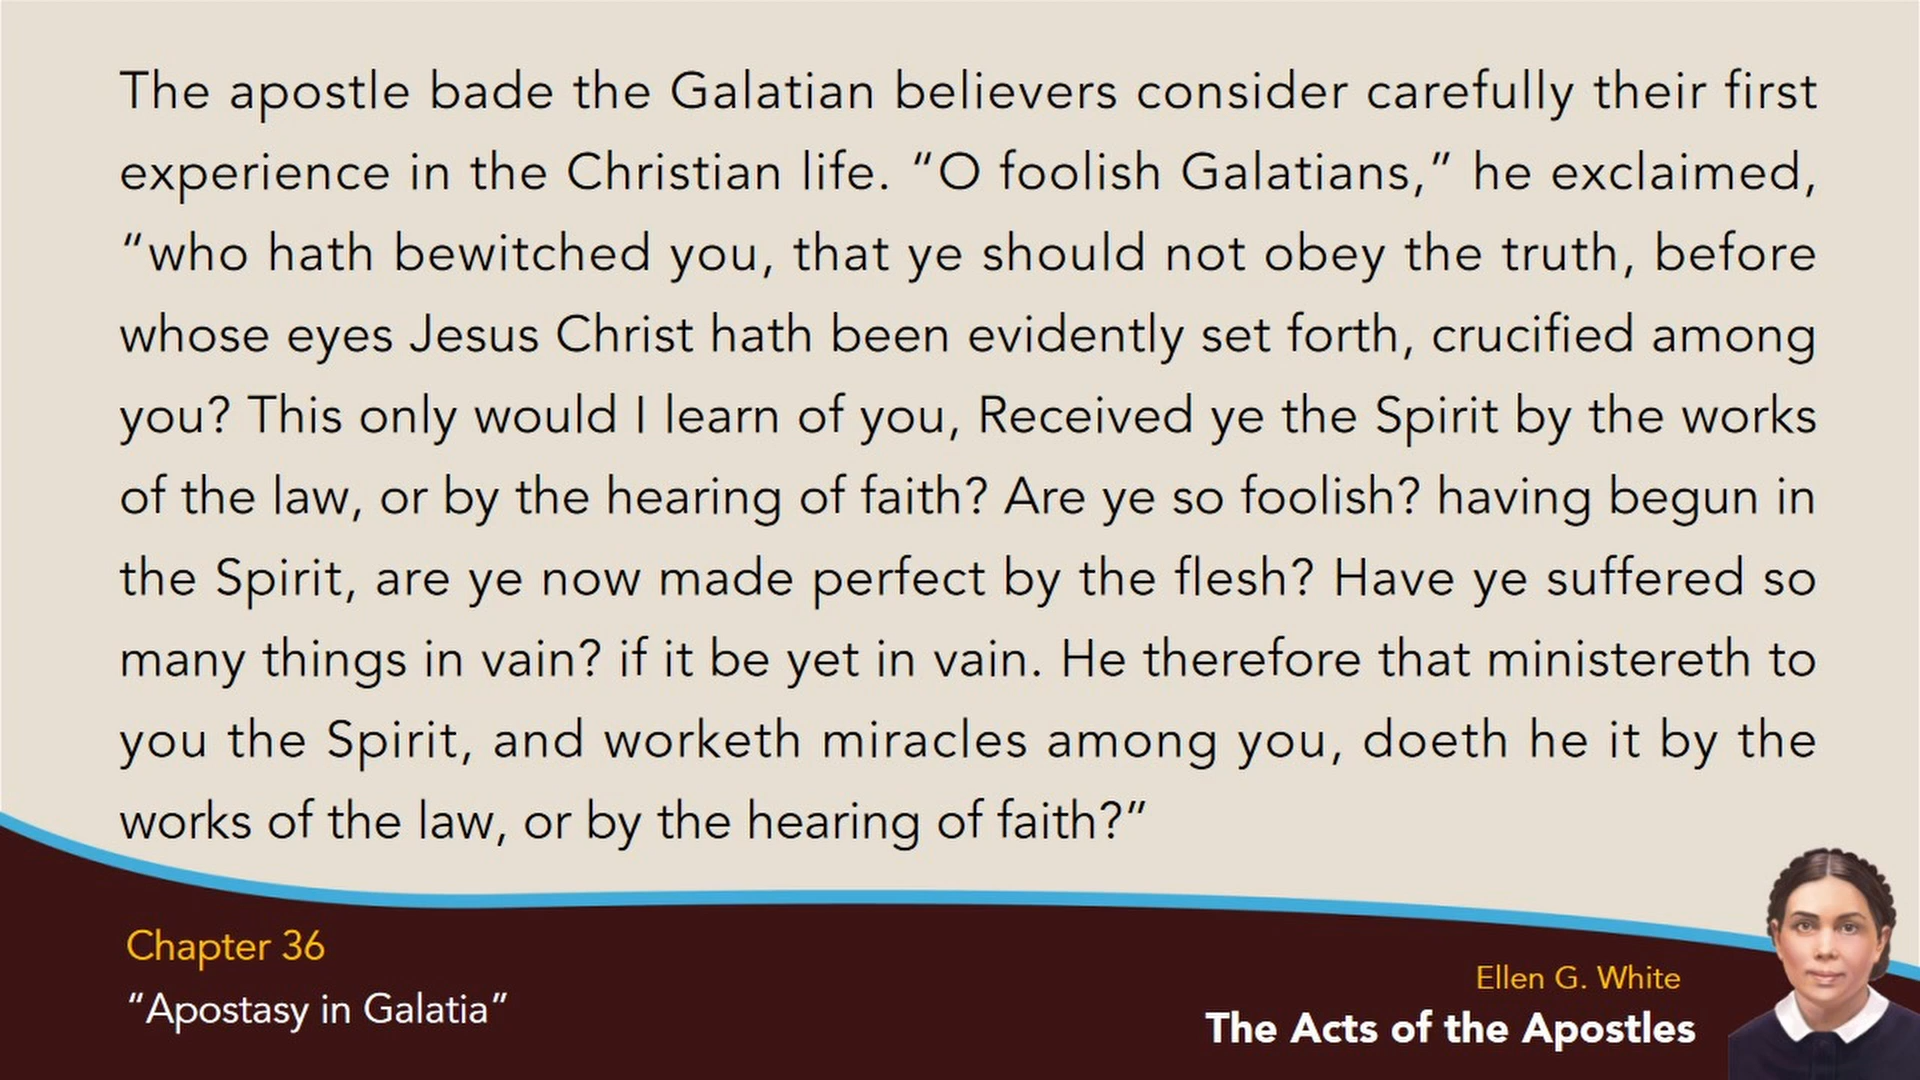 The apostle bade the Galatian believers consider carefully their first
experience in the Christian life. “O foolish Galatians,” he exclaimed,
“who hath bewitched you, that ye should not obey the truth, before
whose eyes Jesus Christ hath been evidently set forth, crucified among
you? This only would I learn of you, Received ye the Spirit by the works
of the law, or by the hearing of faith? Are ye so foolish? having begun in
the Spirit, are ye now made perfect by the flesh? Have ye suffered so
many things in vain? if it be yet in vain. He therefore that ministereth to
you the Spirit, and worketh miracles among you, doeth he it by the
works of the law, or by the hearing of faith?”
Chapter 36
“Apostasy in Galatia”
Ellen G. White
The Acts of the Apostles